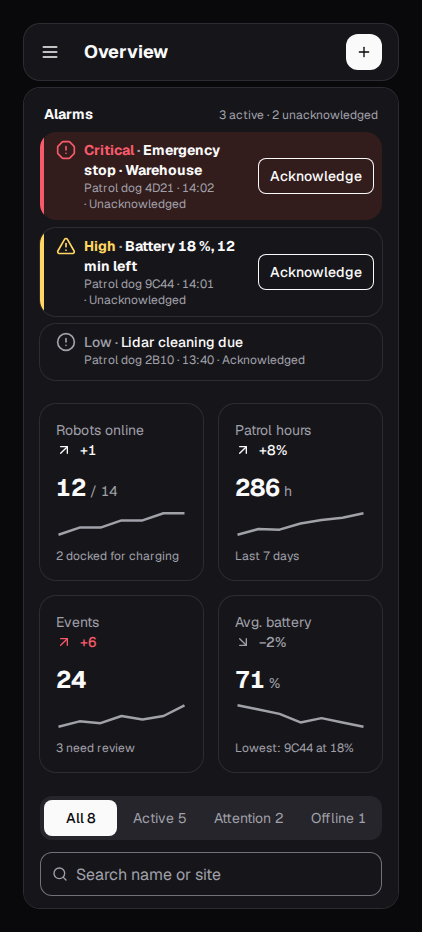 Overview
Alarms
3 active · 2 unacknowledged
Critical · Emergency
stop · Warehouse
Patrol dog 4D21 · 14:02
· Unacknowledged
Acknowledge
High · Battery 18 %, 12
min left
Patrol dog 9C44 · 14:01
· Unacknowledged
Acknowledge
Low · Lidar cleaning due
Patrol dog 2B10 · 13:40 · Acknowledged
Robots online
+1
12 / 14
2 docked for charging
Patrol hours
+8%
286 h
Last 7 days
Events
+6
24
3 need review
Avg. battery
−2%
71 %
Lowest: 9C44 at 18%
All 8
Active 5
Attention 2
Offline 1
Search name or site